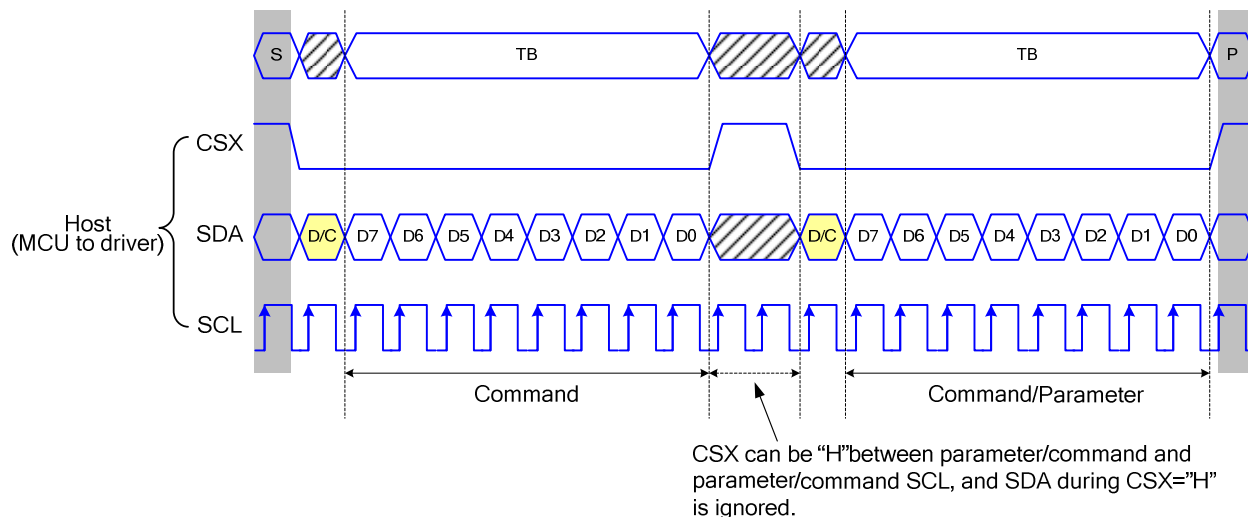 S TB TB P
CSX
Host
(MCU to driver)
SDA D/C D7 D6 D5 D4 D3 D2 D1 D0 D/C D7 D6 D5 D4 D3 D2 D1 D0
SCL
Command Command/Parameter
CSX can be “H”between parameter/command and
parameter/command SCL, and SDA during CSX=”H”
is ignored.